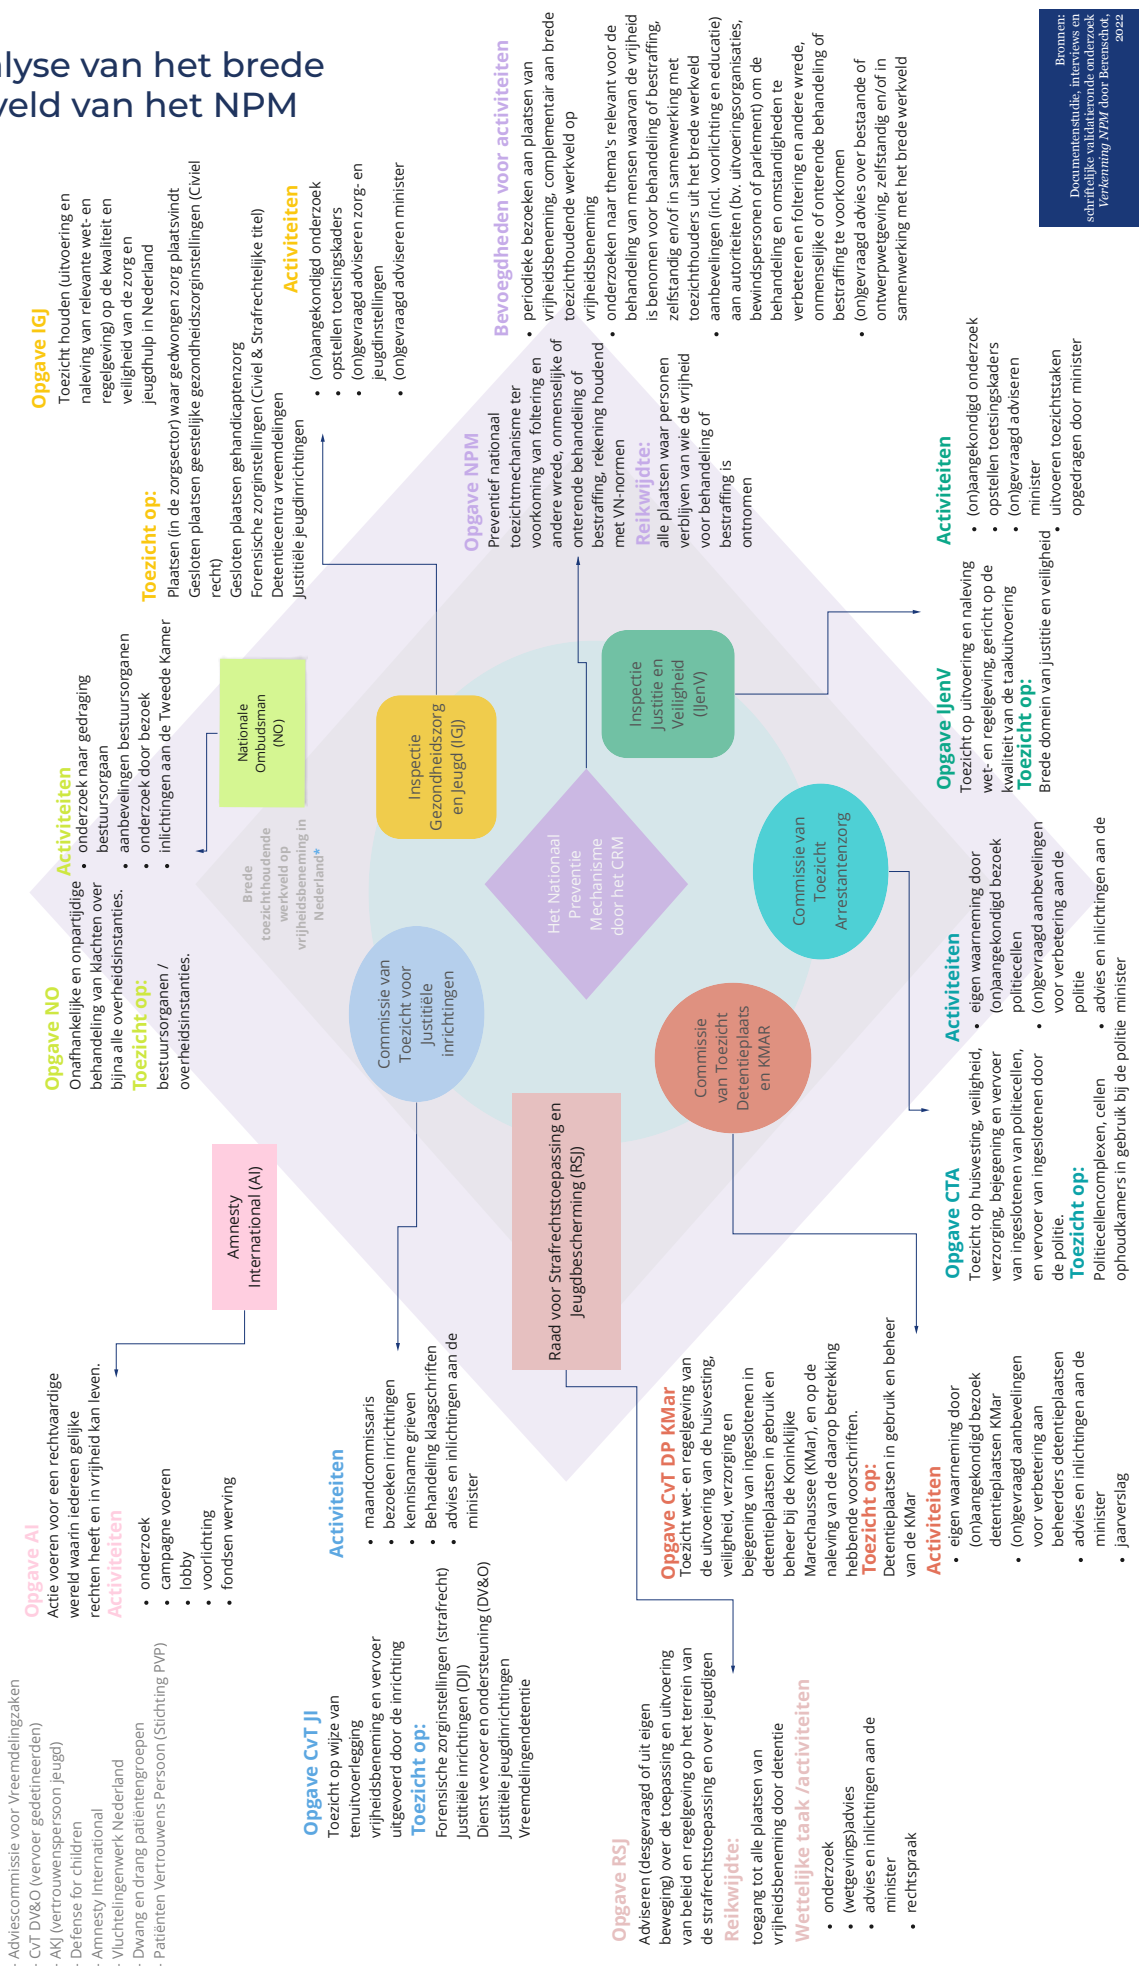 alyse van het brede
veld van het NPM
- Adviescommissie voor Vreemdelingzaken
- CvT DV&O (vervoer gedetineerden)
- AKJ (vertrouwenspersoon jeugd)
- Defense for children
- Amnesty International
- Vluchtelingenwerk Nederland
- Dwang en drang patiëntengroepen
- Patiënten Vertrouwens Persoon (Stichting PVP)
Opgave AI
Actie voeren voor een rechtvaardige
wereld waarin iedereen gelijke
rechten heeft en in vrijheid kan leven.
Activiteiten
• onderzoek
• campagne voeren
• lobby
• voorlichting
• fondsen werving
Amnesty
International (AI)
Opgave NO
Onafhankelijke en onpartijdige
behandeling van klachten over
bijna alle overheidsinstanties.
Toezicht op:
bestuursorganen /
overheidsinstanties.
Activiteiten
• onderzoek naar gedraging
bestuursorgaan
• aanbevelingen bestuursorganen
• onderzoek door bezoek
• inlichtingen aan de Tweede Kamer
Nationale
Ombudsman
(NO)
Brede
toezichthoudende
werkveld op
vrijheidsbeneming in
Nederland*
Opgave IGJ
Toezicht houden (uitvoering en
naleving van relevante wet- en
regelgeving) op de kwaliteit en
veiligheid van de zorg en
jeugdhulp in Nederland
Toezicht op:
Plaatsen (in de zorgsector) waar gedwongen zorg plaatsvindt
Gesloten plaatsen geestelijke gezondheidszorginstellingen (Civiel
recht)
Gesloten plaatsen gehandicaptenzorg
Forensische zorginstellingen (Civiel & Strafrechtelijke titel)
Detentiecentra vreemdelingen
Justitiële jeugdinrichtingen
Activiteiten
• (on)aangekondigd onderzoek
• opstellen toetsingskaders
• (on)gevraagd adviseren zorg- en
jeugdinstellingen
• (on)gevraagd adviseren minister
Inspectie
Gezondheidszorg
en Jeugd (IGJ)
Commissie van
Toezicht voor
Justitiële
inrichtingen
Opgave CvT JI
Toezicht op wijze van
tenuitvoerlegging
vrijheidsbeneming en vervoer
uitgevoerd door de inrichting
Toezicht op:
Forensische zorginstellingen (strafrecht)
Justitiële inrichtingen (DJI)
Dienst vervoer en ondersteuning (DV&O)
Justitiële jeugdinrichtingen
Vreemdelingendetentie
Activiteiten
• maandcommissaris
• bezoeken inrichtingen
• kennisname grieven
• Behandeling klaagschriften
• advies en inlichtingen aan de
minister
Het Nationaal
Preventie
Mechanisme
door het CRM
Opgave NPM
Preventief nationaal
toezichtmechanisme ter
voorkoming van foltering en
andere wrede, onmenselijke of
onterende behandeling of
bestraffing, rekening houdend
met VN-normen
Reikwijdte:
alle plaatsen waar personen
verblijven van wie de vrijheid
voor behandeling of
bestraffing is
ontnomen
Bevoegdheden voor activiteiten
• periodieke bezoeken aan plaatsen van
vrijheidsbeneming, complementair aan brede
toezichthoudende werkveld op
vrijheidsbeneming
• onderzoeken naar thema's relevant voor de
behandeling van mensen waarvan de vrijheid
is benomen voor behandeling of bestraffing,
zelfstandig en/of in samenwerking met
toezichthouders uit het brede werkveld
• aanbevelingen (incl. voorlichting en educatie)
aan autoriteiten (bv. uitvoeringsorganisaties,
bewindspersonen of parlement) om de
behandeling en omstandigheden te
verbeteren en foltering en andere wrede,
onmenselijke of onterende behandeling of
bestraffing te voorkomen
• (on)gevraagd advies over bestaande of
ontwerpwetgeving, zelfstandig en/of in
samenwerking met het brede werkveld
Raad voor Strafrechtstoepassing en
Jeugdbescherming (RSJ)
Opgave RSJ
Adviseren (desgevraagd of uit eigen
beweging) over de toepassing en uitvoering
van beleid en regelgeving op het terrein van
de strafrechtstoepassing en over jeugdigen
Reikwijdte:
toegang tot alle plaatsen van
vrijheidsbeneming door detentie
Wettelijke taak /activiteiten
• onderzoek
• (wetgevings)advies
• advies en inlichtingen aan de
minister
• rechtspraak
Commissie
van Toezicht
Detentieplaats
en KMAR
Opgave CvT DP KMar
Toezicht wet- en regelgeving van
de uitvoering van de huisvesting,
veiligheid, verzorging en
bejegening van ingeslotenen in
detentieplaatsen in gebruik en
beheer bij de Koninklijke
Marechaussee (KMar), en op de
naleving van de daarop betrekking
hebbende voorschriften.
Toezicht op:
Detentieplaatsen in gebruik en beheer
van de KMar
Activiteiten
• eigen waarneming door
(on)aangekondigd bezoek
detentieplaatsen KMar
• (on)gevraagd aanbevelingen
voor verbetering aan
beheerders detentieplaatsen
• advies en inlichtingen aan de
minister
• jaarverslag
Commissie van
Toezicht
Arrestantenzorg
Opgave CTA
Toezicht op huisvesting, veiligheid,
verzorging, bejegening en vervoer
van ingeslotenen van politiecellen,
en vervoer van ingeslotenen door
de politie.
Toezicht op:
Politiecellencomplexen, cellen
ophoudkamers in gebruik bij de politie
Activiteiten
• eigen waarneming door
(on)aangekondigd bezoek
politiecellen
• (on)gevraagd aanbevelingen
voor verbetering aan de
politie
• advies en inlichtingen aan de
minister
Inspectie
Justitie en
Veiligheid
(IJenV)
Opgave IJenV
Toezicht op uitvoering en naleving
wet- en regelgeving, gericht op de
kwaliteit van de taakuitvoering
Toezicht op:
Brede domein van justitie en veiligheid
Activiteiten
• (on)aangekondigd onderzoek
• opstellen toetsingskaders
• (on)gevraagd adviseren
minister
• uitvoeren toezichtstaken
opgedragen door minister
Bronnen:
Documentenstudie, interviews en
schriftelijke validatieronde onderzoek
Verkenning NPM door Berenschot,
2022